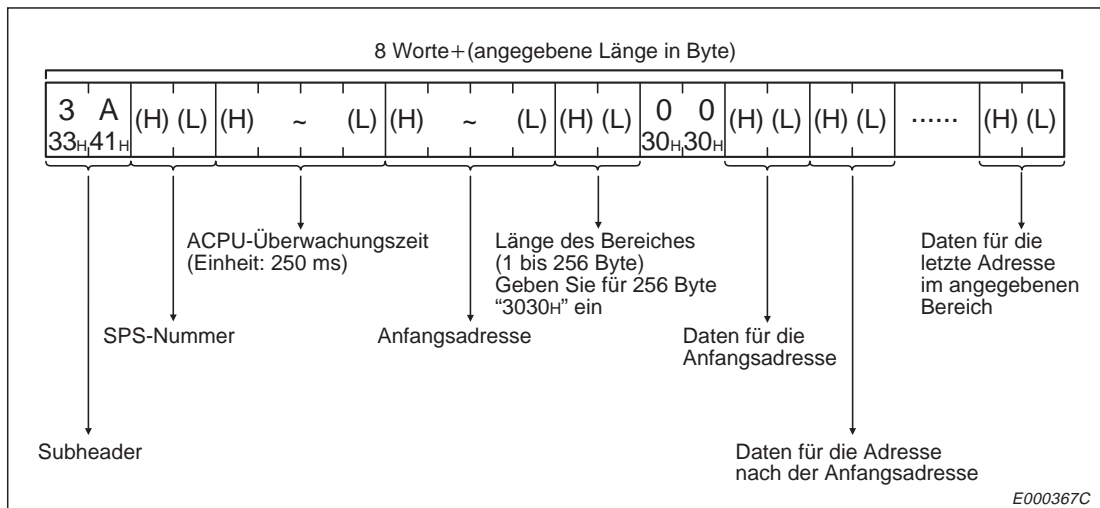 8 Worte+(angegebene Länge in Byte)
3 A (H) (L) (H) ~ (L) (H) ~ (L) (H) (L) 0 0 (H) (L) (H) (L) ...... (H) (L)
33H 41H 30H 30H
ACPU-Überwachungszeit
(Einheit: 250 ms)
Länge des Bereiches
(1 bis 256 Byte)
Geben Sie für 256 Byte
“3030H” ein
Daten für die
letzte Adresse
im angegebenen
Bereich
SPS-Nummer
Anfangsadresse
Daten für die
Anfangsadresse
Subheader
Daten für die Adresse
nach der Anfangsadresse
E000367C